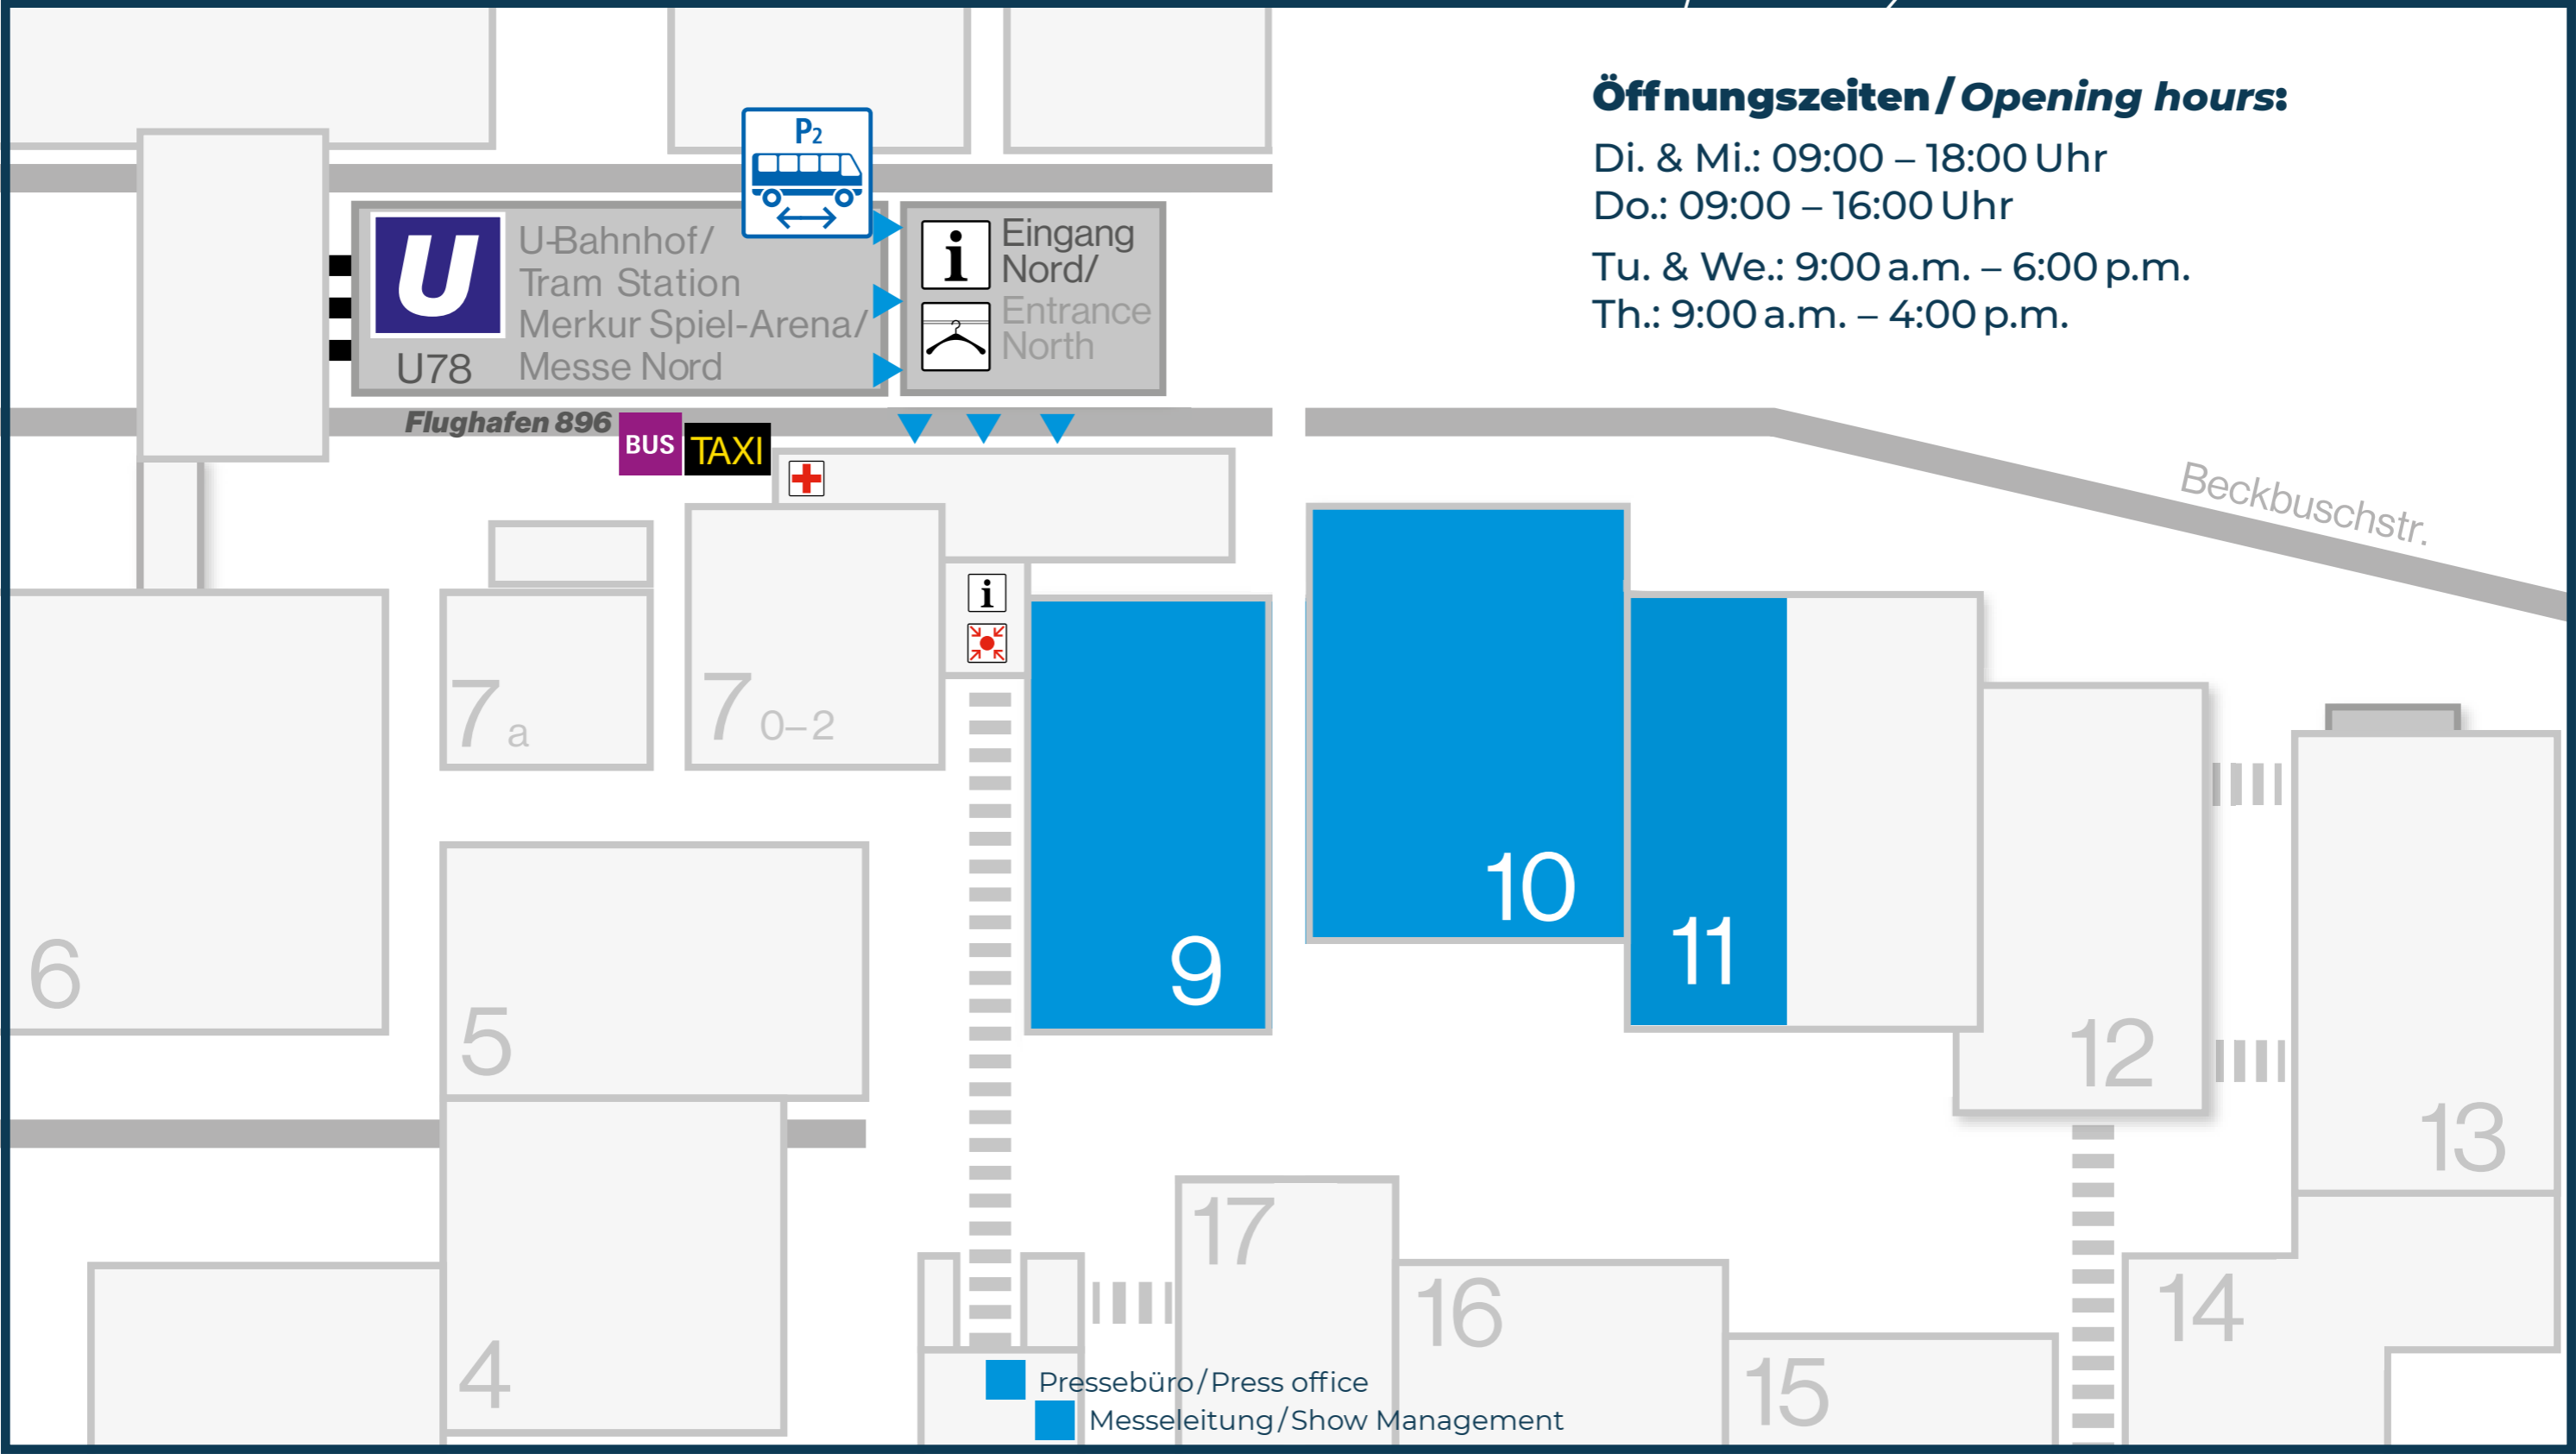 Öffnungszeiten / Opening hours:
Di. & Mi.: 09:00 – 18:00 Uhr
Do.: 09:00 – 16:00 Uhr
Tu. & We.: 9:00 a.m. – 6:00 p.m.
Th.: 9:00 a.m. – 4:00 p.m.
P2
U
U78
U-Bahnhof/
Tram Station
Merkur Spiel-Arena/
Messe Nord
i
Eingang
Nord/
Entrance
North
Flughafen 896
BUS
TAXI
Beckbuschstr.
i
7 a
7 0–2
6
5
4
9
10
11
12
13
17
16
15
14
Pressebüro / Press office
Messeleitung / Show Management